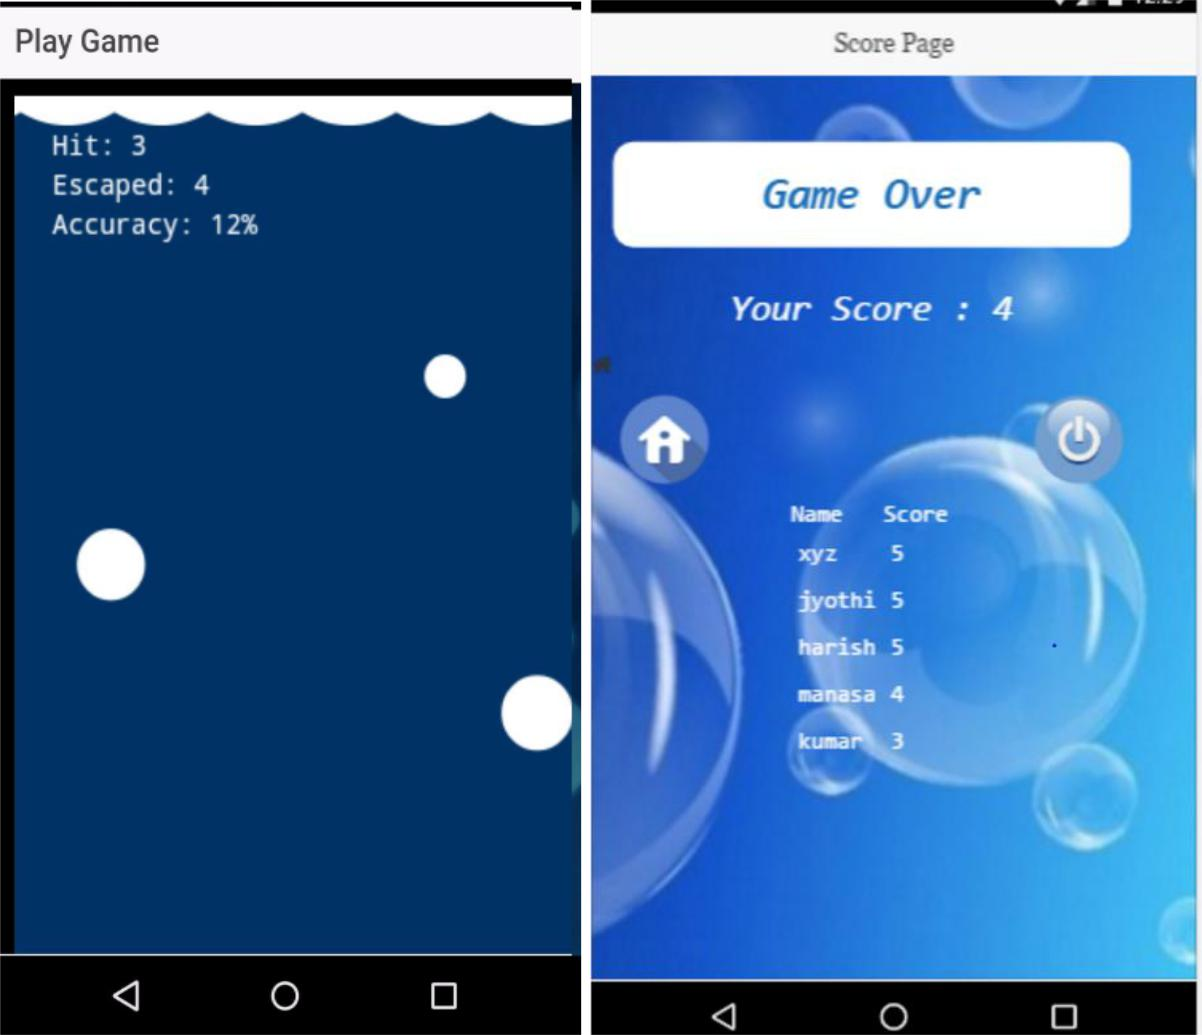 Play Game
Hit: 3
Escaped: 4
Accuracy: 12%
Score Page
Game Over
Your Score : 4
Name Score
xyz 5
jyothi 5
harish 5
manasa 4
kumar 3